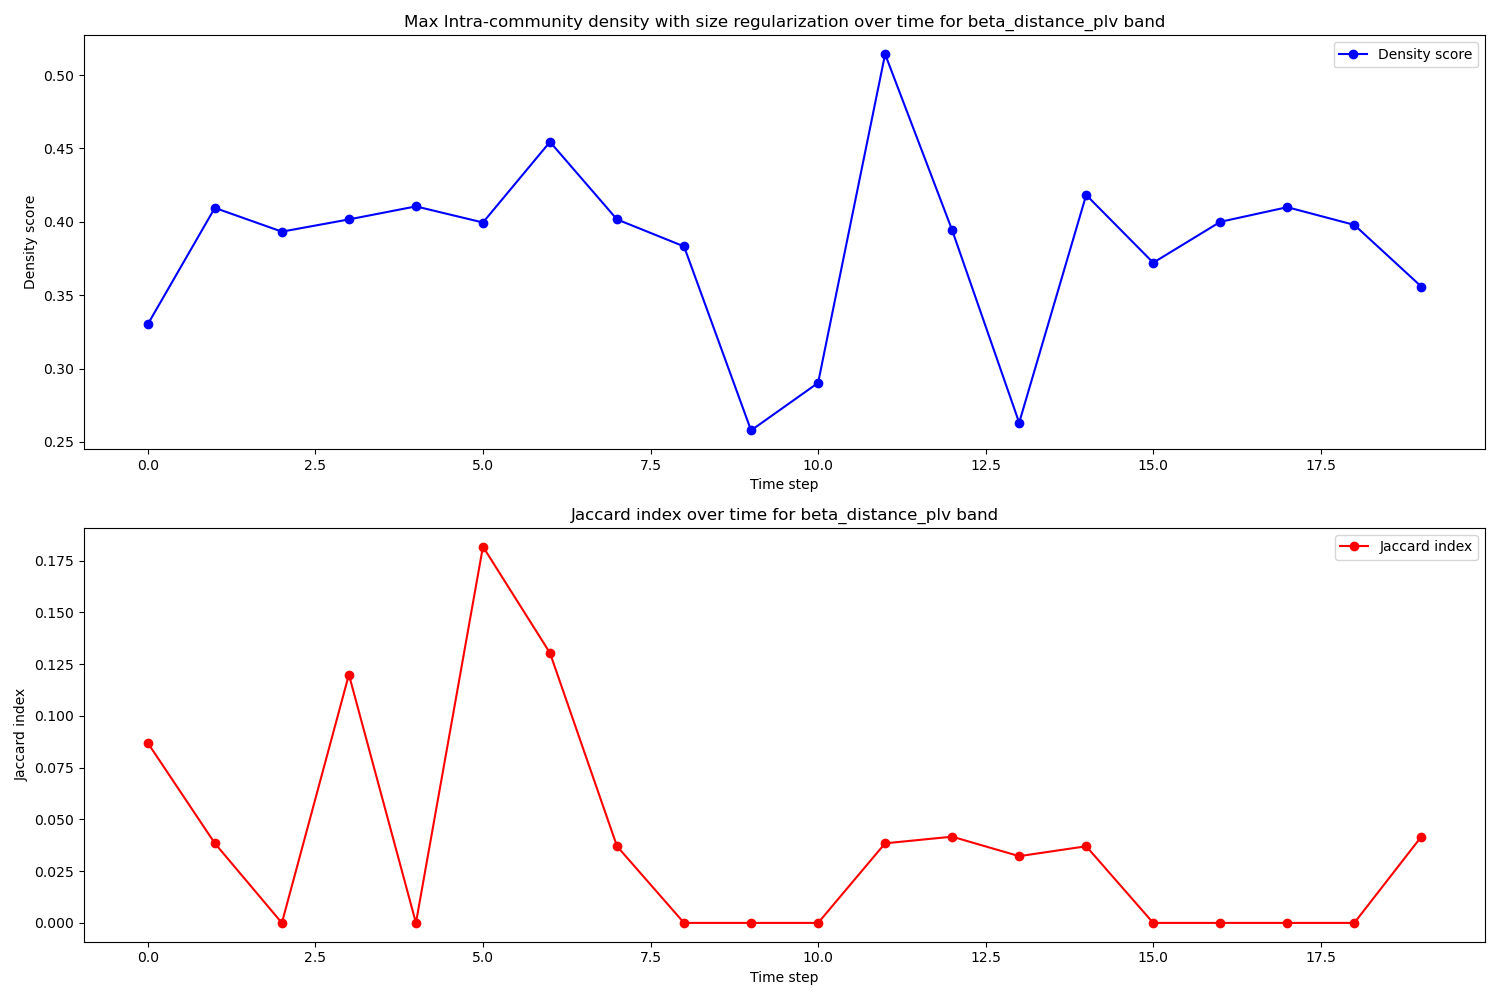 Max Intra-community density with size regularization over time for beta_distance_plv band
Density score
0.50
0.45
0.40
0.35
0.30
0.25
Density score
0.0 2.5 5.0 7.5 10.0 12.5 15.0 17.5
Time step
Jaccard index over time for beta_distance_plv band
Jaccard index
0.175
0.150
0.125
0.100
0.075
0.050
0.025
0.000
Jaccard index
0.0 2.5 5.0 7.5 10.0 12.5 15.0 17.5
Time step